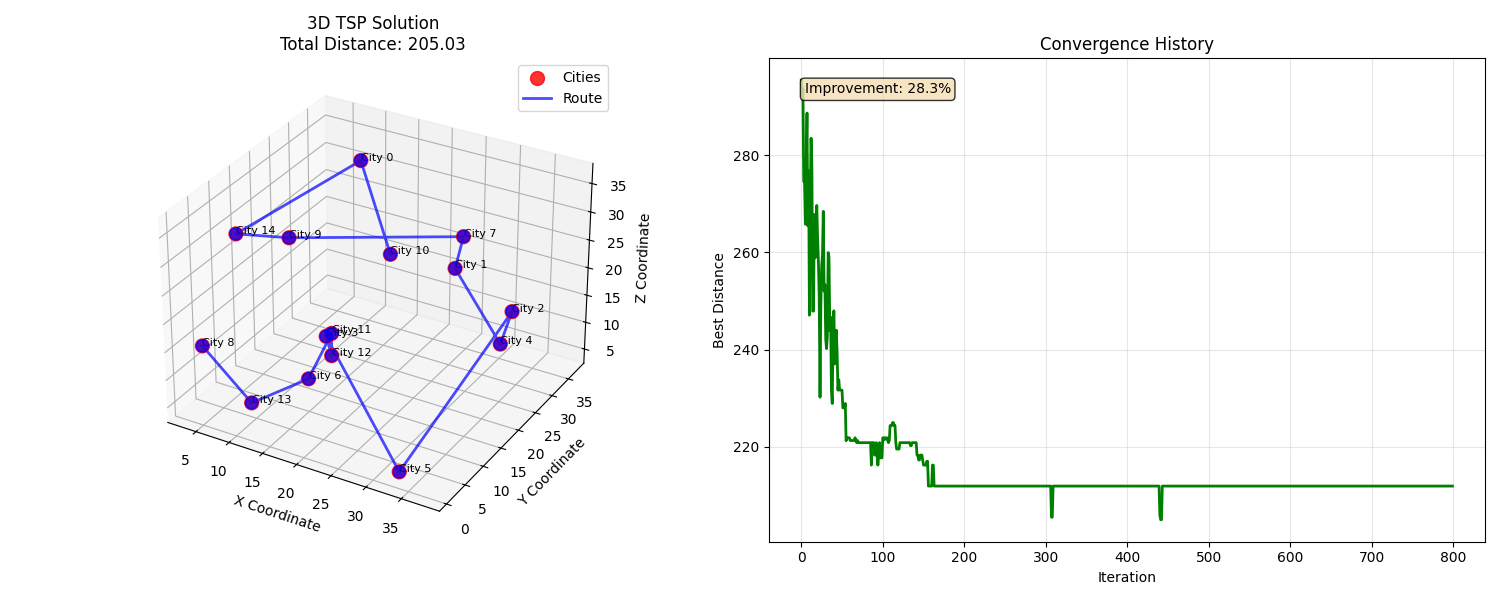 3D TSP Solution
Total Distance: 205.03
Cities
Route
City 0
City 14
City 9
City 7
City 10
City 1
City 2
City 4
City 11
City 3
City 12
City 8
City 6
City 13
City 5
35
30
25
20
15
10
5
Z Coordinate
5
10
15
20
25
30
35
X Coordinate
0
5
10
15
20
25
30
35
Y Coordinate
Convergence History
Improvement: 28.3%
280
260
240
220
Best Distance
0
100
200
300
400
500
600
700
800
Iteration